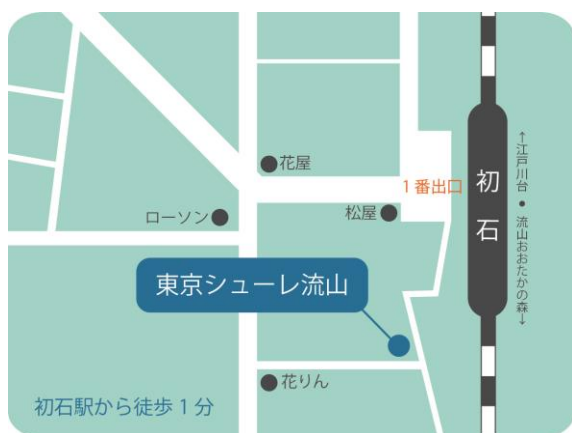 花屋
1番出口
ローソン
松屋
初石
←江戸川台 ● 流山おおたかの森→
東京シューレ流山
花りん
初石駅から徒歩1分